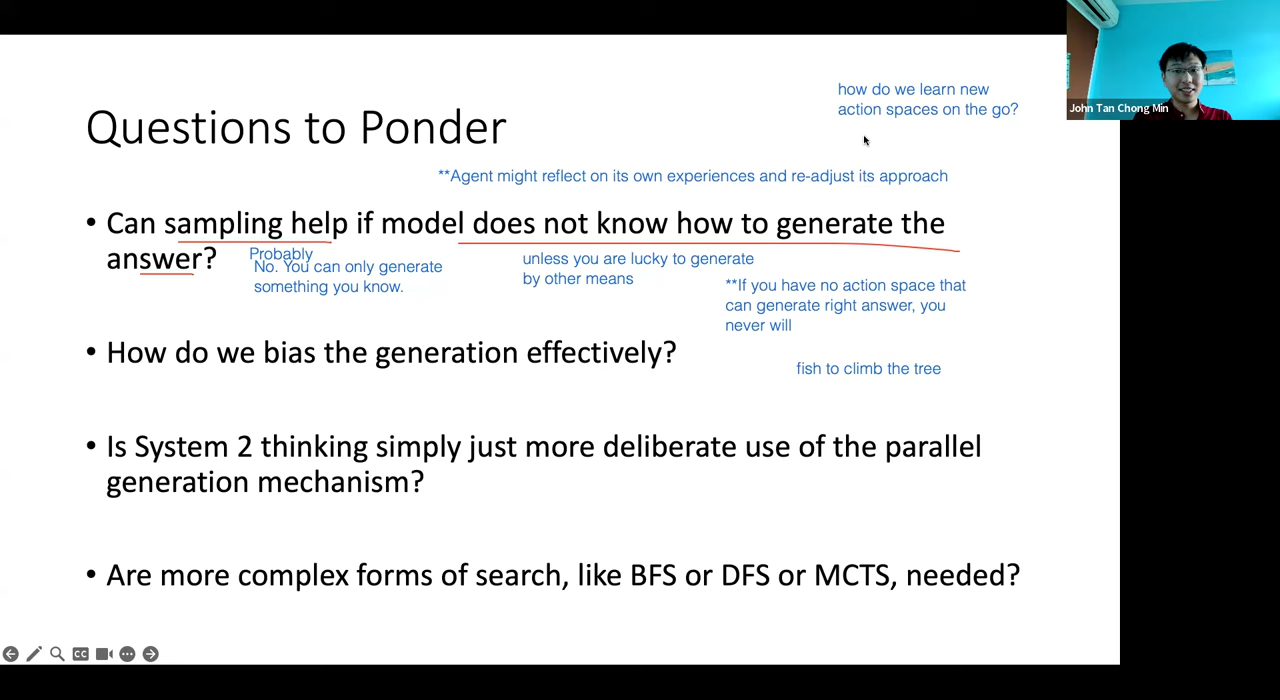 how do we learn new
action spaces on the go?
John Tan Chong Min
Questions to Ponder
**Agent might reflect on its own experiences and re-adjust its approach
• Can sampling help if model does not know how to generate the
answer?
Probably
No. You can only generate
something you know.
unless you are lucky to generate
by other means
**If you have no action space that
can generate right answer, you
never will
• How do we bias the generation effectively?
fish to climb the tree
• Is System 2 thinking simply just more deliberate use of the parallel
generation mechanism?
• Are more complex forms of search, like BFS or DFS or MCTS, needed?
CC